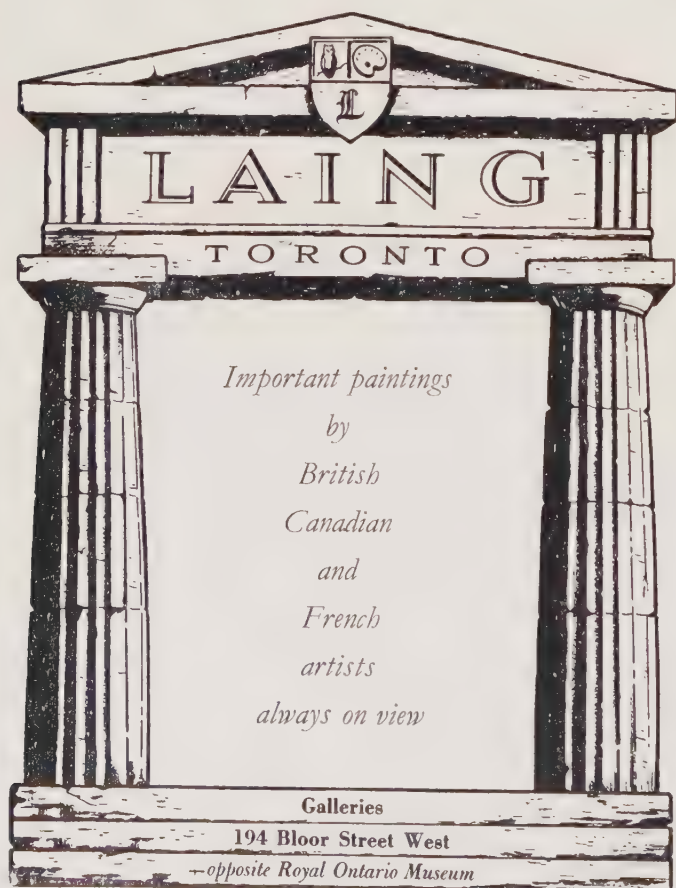 L
LAING
TORONTO
Important paintings
by
British
Canadian
and
French
artists
always on view
Galleries
194 Bloor Street West
—opposite Royal Ontario Museum